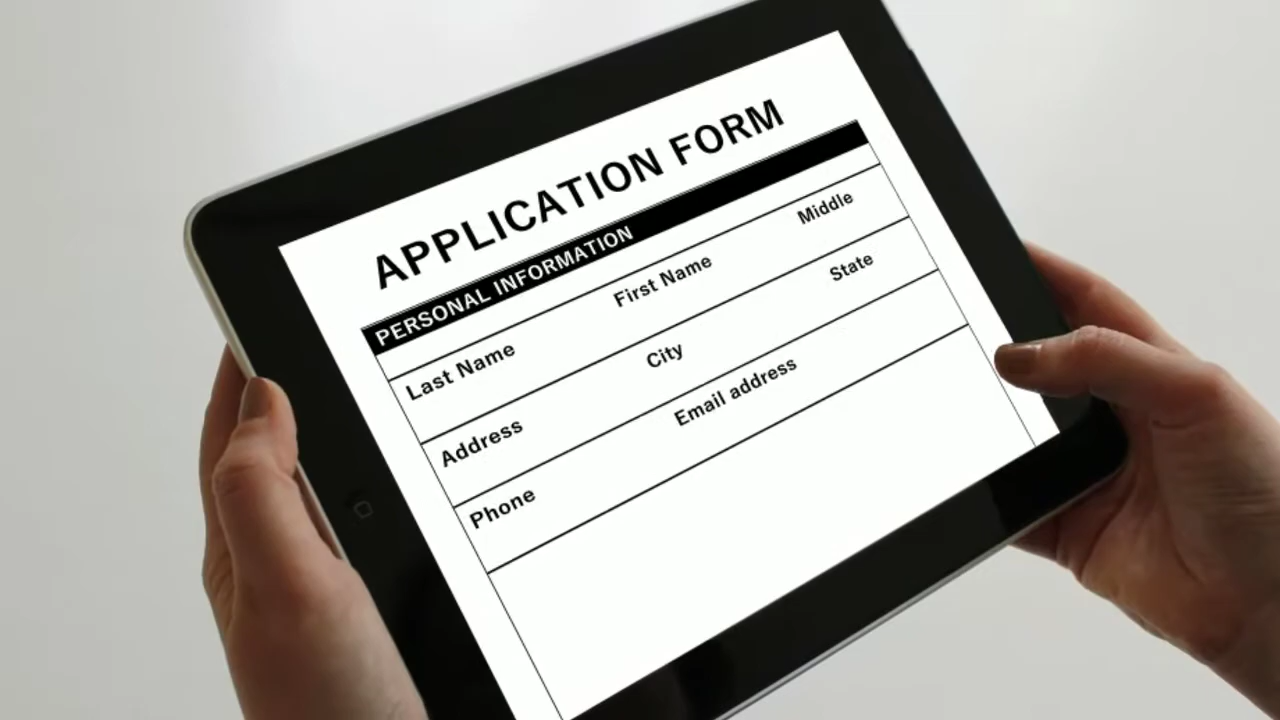 APPLICATION FORM
PERSONAL INFORMATION
Last Name First Name Middle
Address City State
Phone Email address